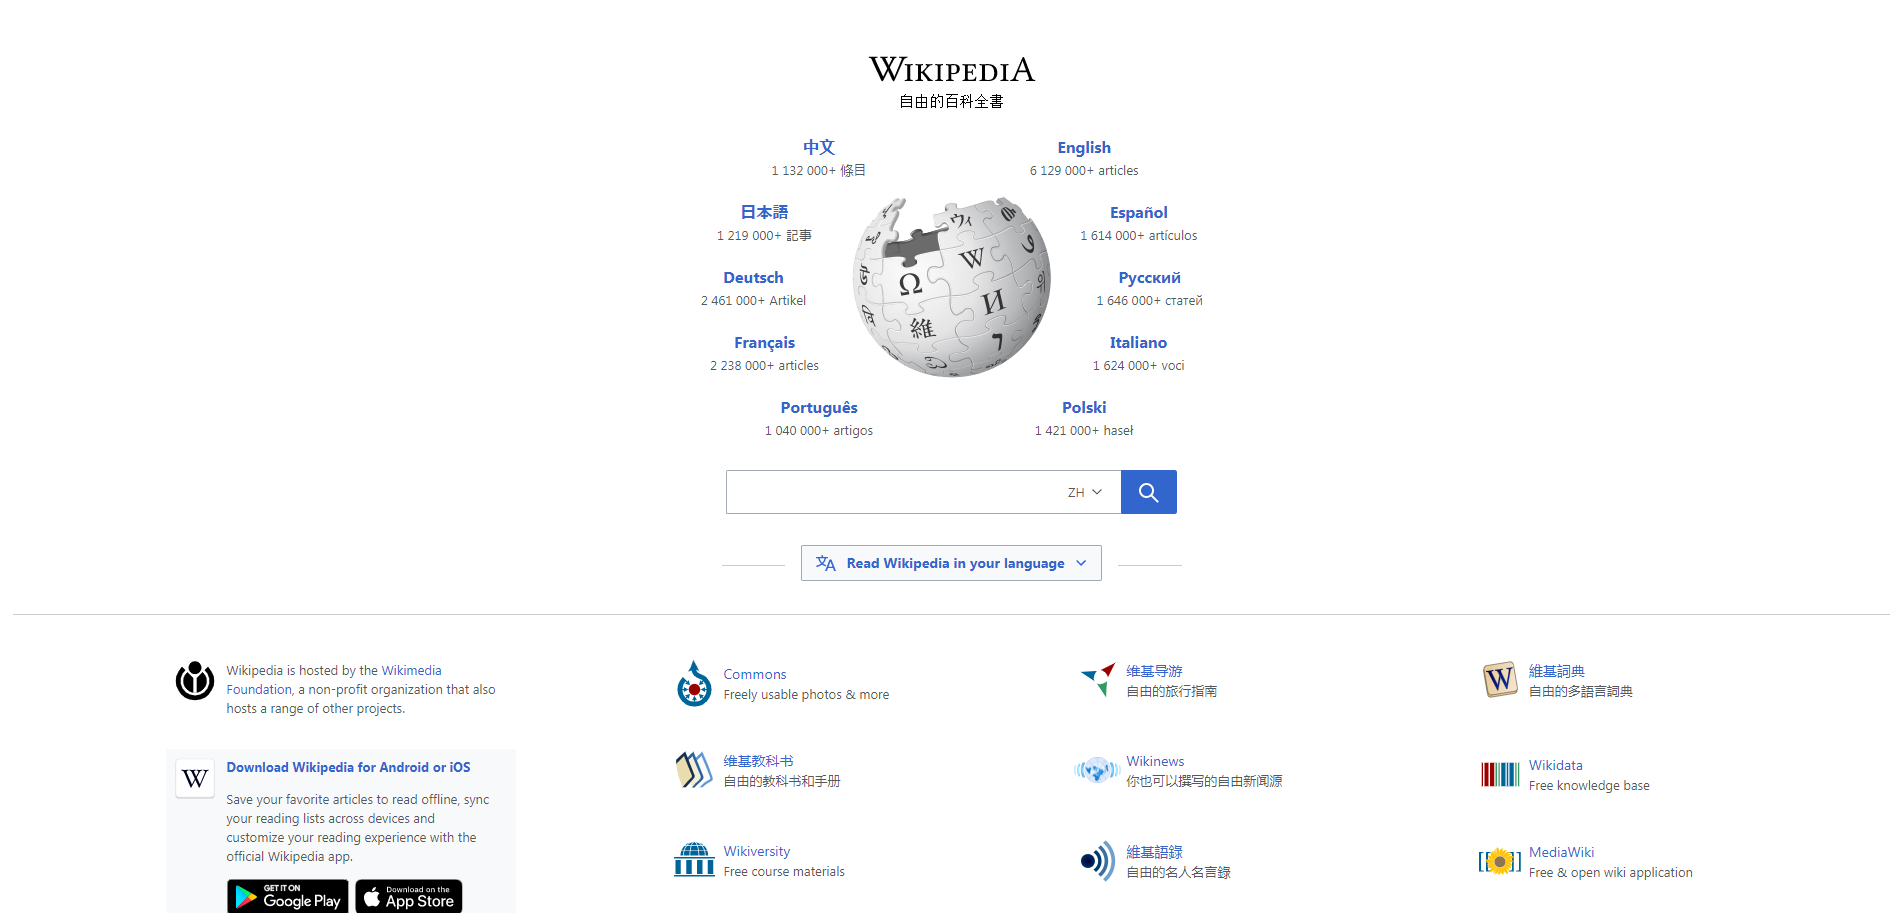 WIKIPEDIA
自由的百科全書
中文
1 132 000+ 條目
English
6 129 000+ articles
日本語
1 219 000+ 記事
Español
1 614 000+ artículos
Deutsch
2 461 000+ Artikel
Русский
1 646 000+ статей
Français
2 238 000+ articles
Italiano
1 624 000+ voci
Português
1 040 000+ artigos
Polski
1 421 000+ haseł
Ω
W
И
維
ウィ
ZH
Read Wikipedia in your language
Wikipedia is hosted by the Wikimedia
Foundation, a non-profit organization that also
hosts a range of other projects.
W
Download Wikipedia for Android or iOS
Save your favorite articles to read offline, sync
your reading lists across devices and
customize your reading experience with the
official Wikipedia app.
GET IT ON
Google Play
Download on the
App Store
Commons
Freely usable photos & more
维基导游
自由的旅行指南
W
維基詞典
自由的多語言詞典
维基教科书
自由的教科书和手册
Wikinews
你也可以撰写的自由新闻源
Wikidata
Free knowledge base
Wikiversity
Free course materials
維基語錄
自由的名人名言錄
MediaWiki
Free & open wiki application